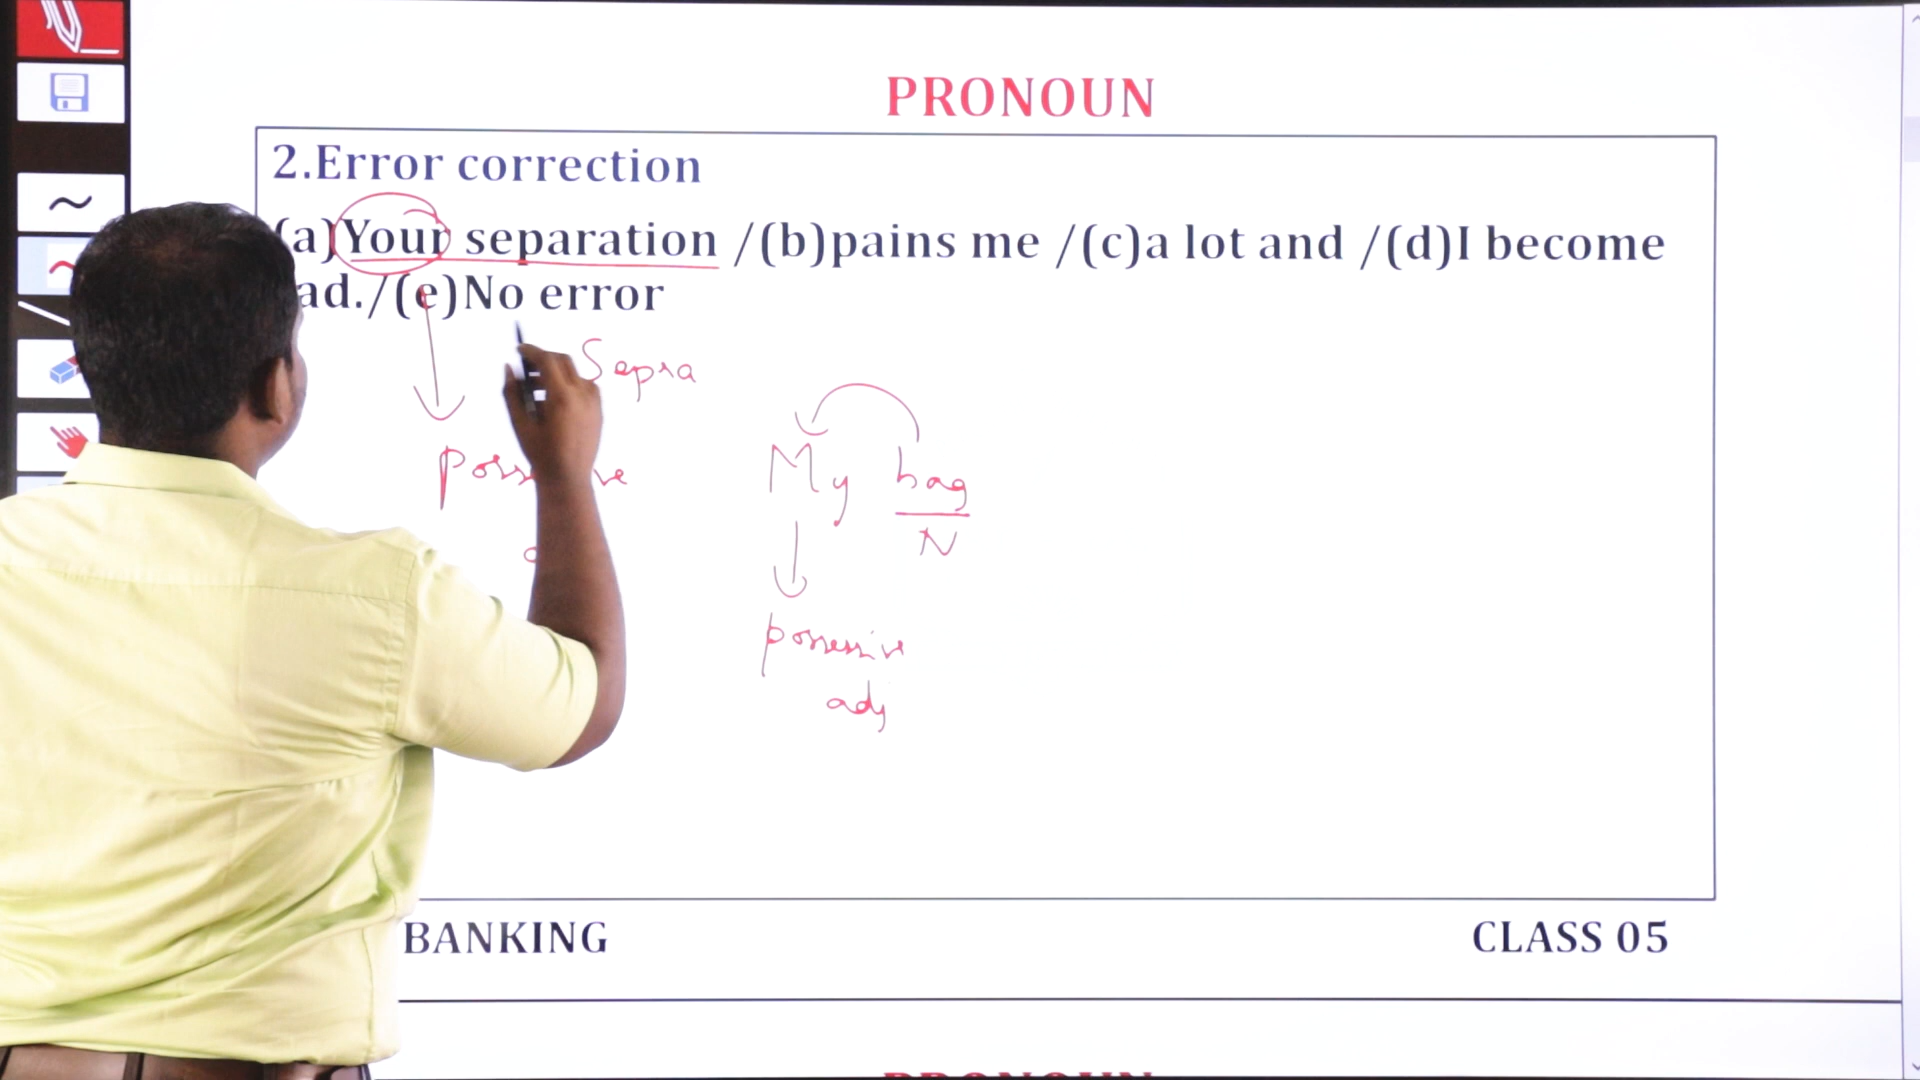 PRONOUN
2.Error correction
(a)Your separation /(b)pains me /(c)a lot and /(d)I become
ad./(e)No error
Sepra
My bag
N
possessive
adj
BANKING
CLASS 05
PRONOUN